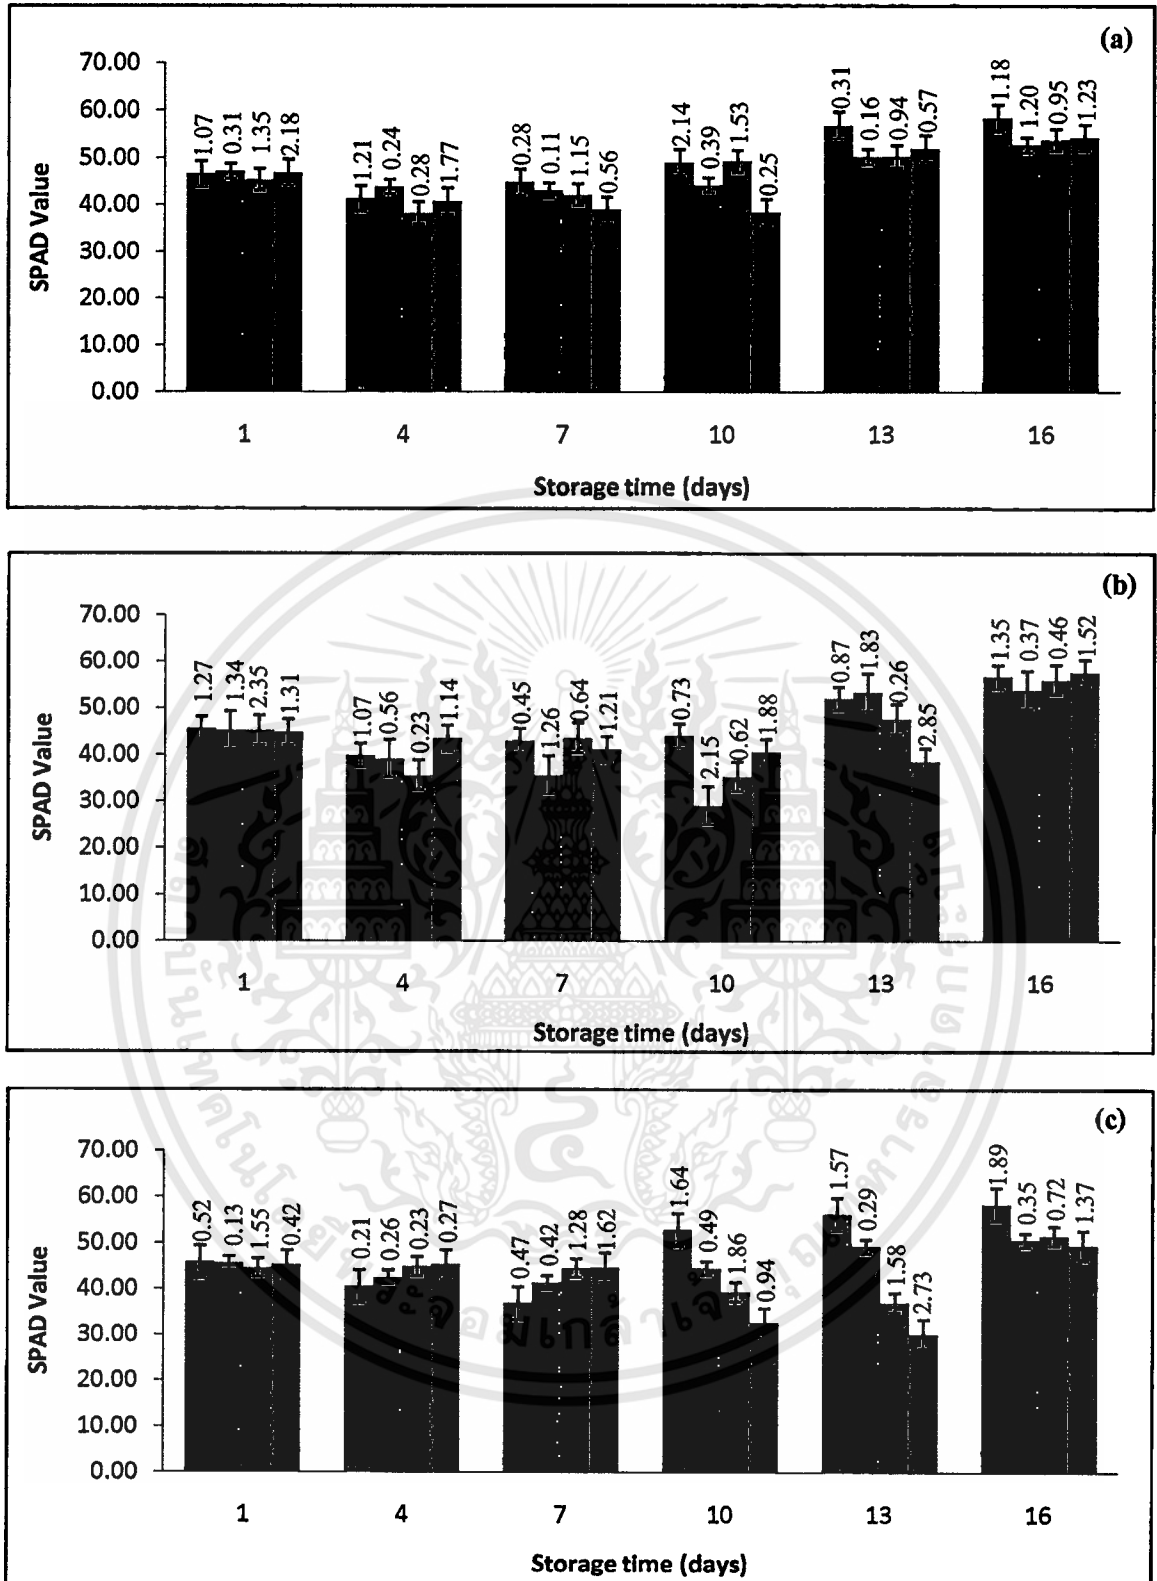 (a)
70.00
60.00
50.00
40.00
30.00
20.00
10.00
0.00
SPAD Value
1.07 0.31 1.35 2.18
1.21 0.24 0.28 1.77
0.28 0.11 1.15 0.56
2.14 0.39 1.53 0.25
0.31 0.16 0.94 0.57
1.18 1.20 0.95 1.23
1 4 7 10 13 16
Storage time (days)
(b)
70.00
60.00
50.00
40.00
30.00
20.00
10.00
0.00
SPAD Value
1.27 1.34 2.35 1.31
1.07 0.56 0.23 1.14
0.45 1.26 0.64 1.21
0.73 2.15 0.62 1.88
0.87 1.83 0.26 2.85
1.35 0.37 0.46 1.52
1 4 7 10 13 16
Storage time (days)
(c)
70.00
60.00
50.00
40.00
30.00
20.00
10.00
0.00
SPAD Value
0.52 0.13 1.55 0.42
0.21 0.26 0.23 0.27
0.47 0.42 1.28 1.62
1.64 0.49 1.86 0.94
1.57 0.29 1.58 2.73
1.89 0.35 0.72 1.37
1 4 7 10 13 16
Storage time (days)